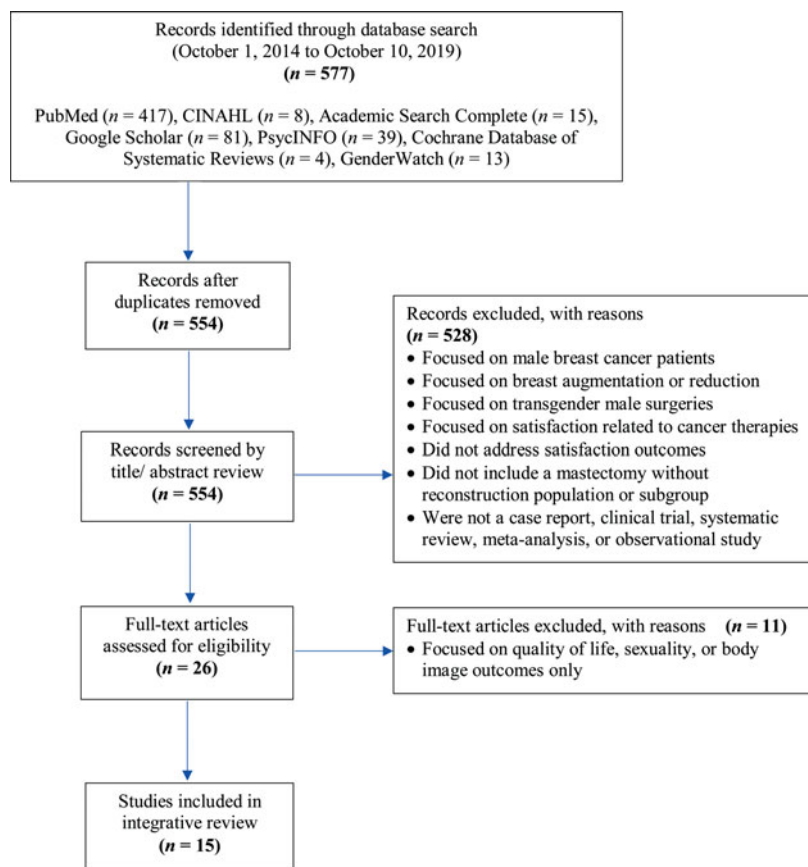 Records identified through database search
(October 1, 2014 to October 10, 2019)
(n = 577)
PubMed (n = 417), CINAHL (n = 8), Academic Search Complete (n = 15),
Google Scholar (n = 81), PsycINFO (n = 39), Cochrane Database of
Systematic Reviews (n = 4), GenderWatch (n = 13)
Records after
duplicates removed
(n = 554)
Records excluded, with reasons
(n = 528)
• Focused on male breast cancer patients
• Focused on breast augmentation or reduction
• Focused on transgender male surgeries
• Focused on satisfaction related to cancer therapies
• Did not address satisfaction outcomes
• Did not include a mastectomy without
reconstruction population or subgroup
• Were not a case report, clinical trial, systematic
review, meta-analysis, or observational study
Records screened by
title/ abstract review
(n = 554)
Full-text articles
assessed for eligibility
(n = 26)
Full-text articles excluded, with reasons (n = 11)
• Focused on quality of life, sexuality, or body
image outcomes only
Studies included in
integrative review
(n = 15)